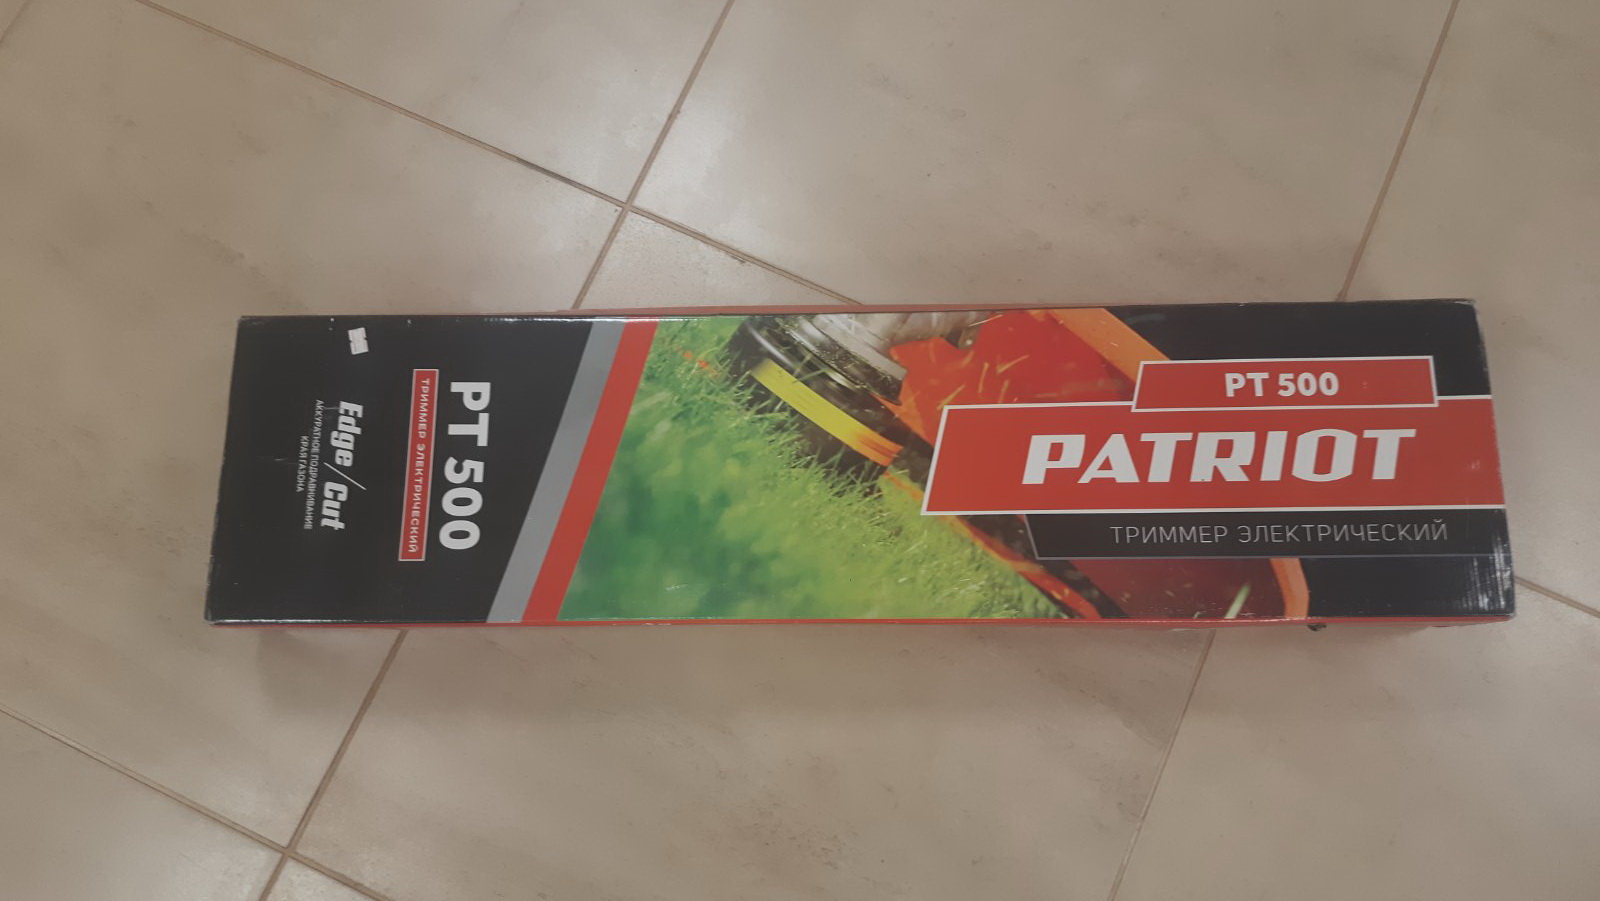 PT 500
PATRIOT
ТРИММЕР ЭЛЕКТРИЧЕСКИЙ
PT 500
ТРИММЕР ЭЛЕКТРИЧЕСКИЙ
Edge/Cut
АККУРАТНОЕ ПОДРАВНИВАНИЕ
КРАЯ ГАЗОНА